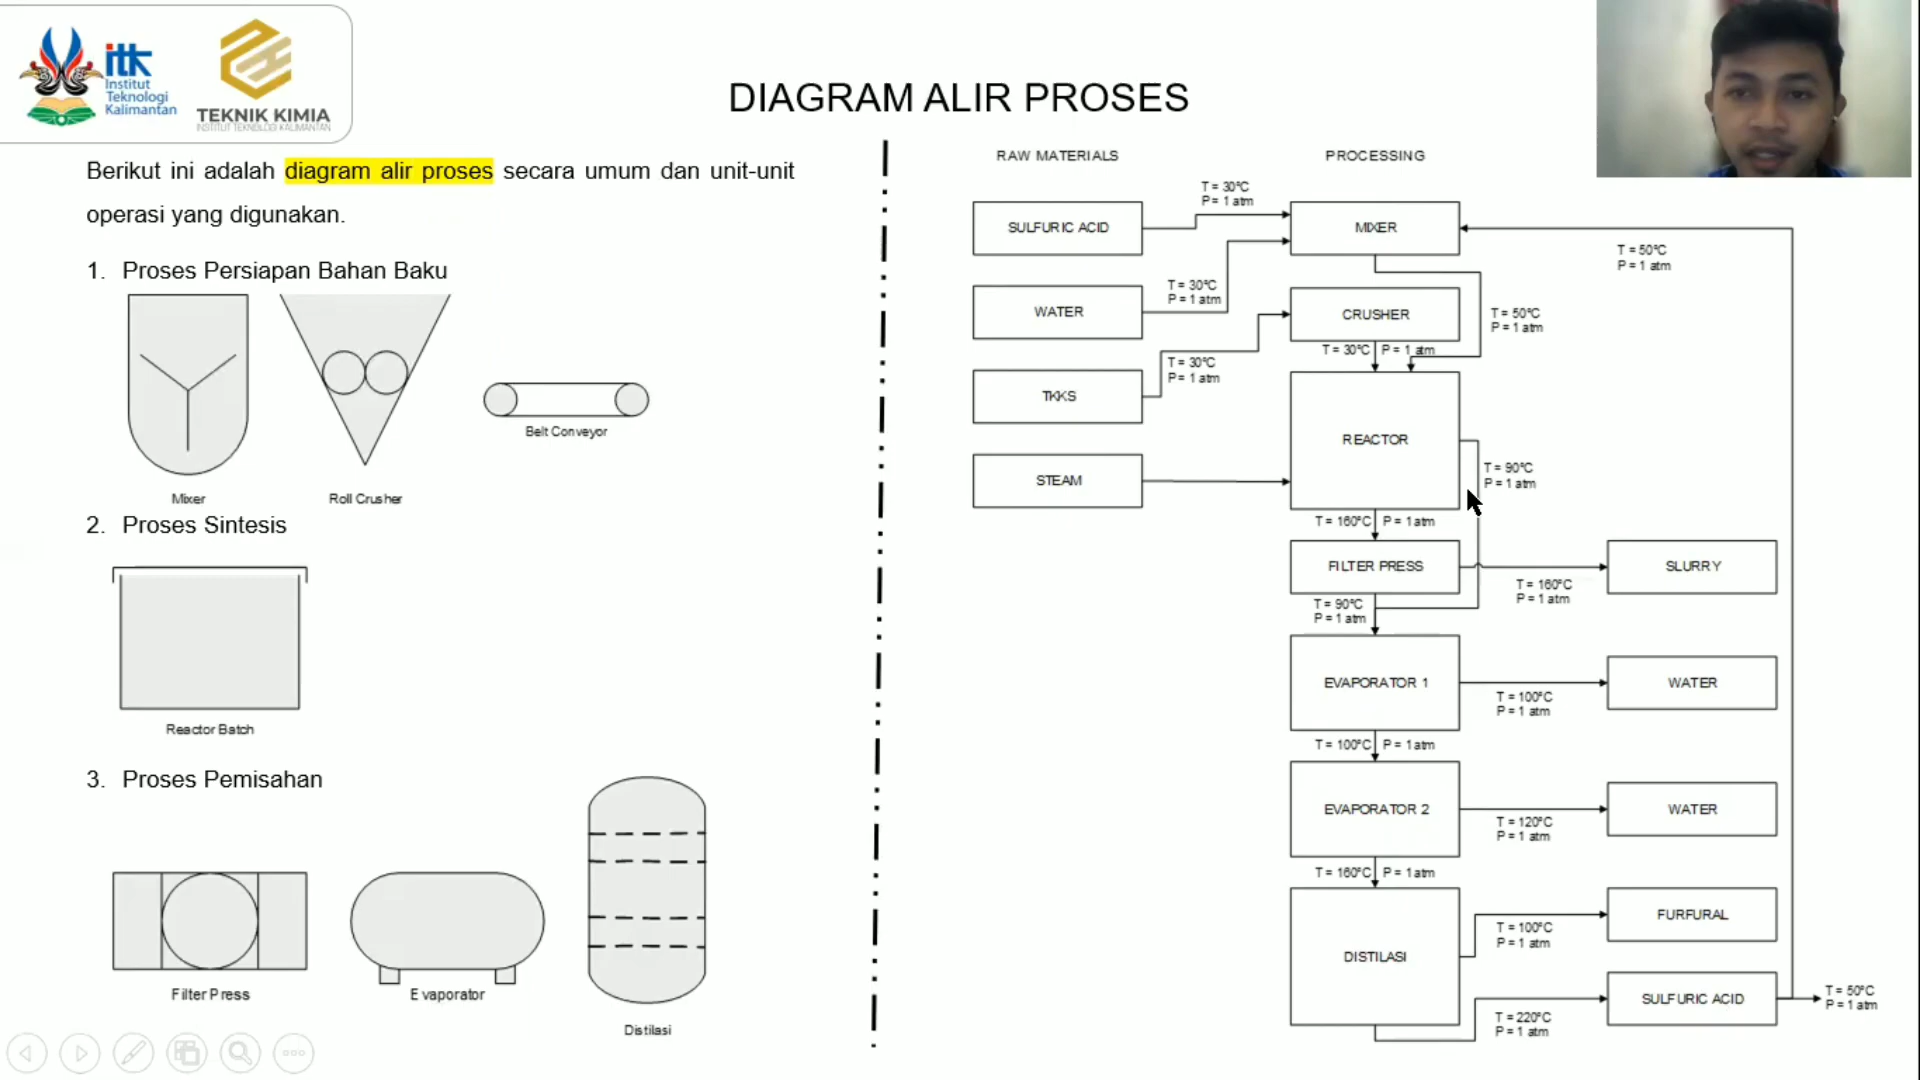 itk
Institut
Teknologi
Kalimantan
TEKNIK KIMIA
INSTITUT TEKNOLOGI KALIMANTAN
DIAGRAM ALIR PROSES
Berikut ini adalah diagram alir proses secara umum dan unit-unit
operasi yang digunakan.
1. Proses Persiapan Bahan Baku
Mixer
Roll Crusher
Belt Conveyor
2. Proses Sintesis
Reactor Batch
3. Proses Pemisahan
Filter Press
Evaporator
Distilasi
RAW MATERIALS
PROCESSING
SULFURIC ACID
T = 30°C
P = 1 atm
MIXER
T = 50°C
P = 1 atm
WATER
T = 30°C
P = 1 atm
CRUSHER
T = 50°C
P = 1 atm
T = 30°C P = 1 atm
TKKS
T = 30°C
P = 1 atm
REACTOR
T = 90°C
P = 1 atm
STEAM
T = 160°C P = 1 atm
FILTER PRESS
SLURRY
T = 160°C
P = 1 atm
T = 90°C
P = 1 atm
EVAPORATOR 1
WATER
T = 100°C
P = 1 atm
T = 100°C P = 1 atm
EVAPORATOR 2
WATER
T = 120°C
P = 1 atm
T = 160°C P = 1 atm
DISTILASI
FURFURAL
T = 100°C
P = 1 atm
SULFURIC ACID
T = 50°C
P = 1 atm
T = 220°C
P = 1 atm